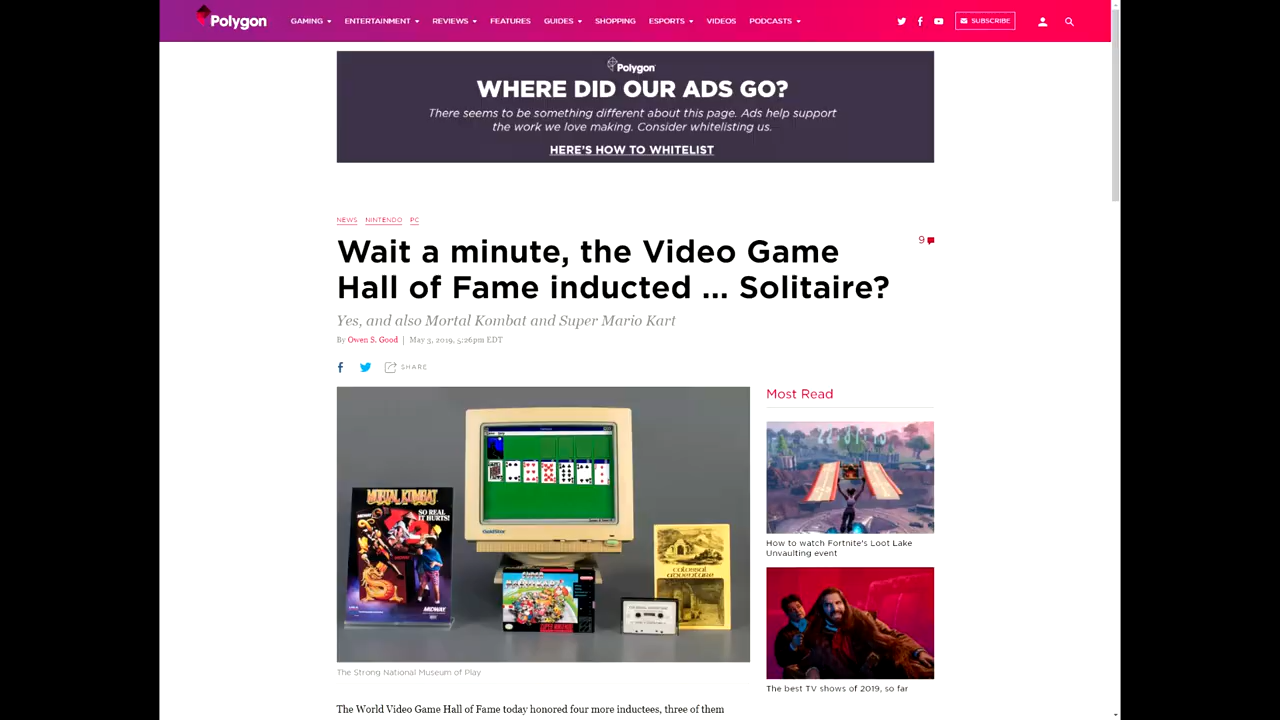 Polygon
GAMING
ENTERTAINMENT
REVIEWS
FEATURES
GUIDES
SHOPPING
ESPORTS
VIDEOS
PODCASTS
SUBSCRIBE
Polygon
WHERE DID OUR ADS GO?
There seems to be something different about this page. Ads help support
the work we love making. Consider whitelisting us.
HERE'S HOW TO WHITELIST
NEWS NINTENDO PC
9
Wait a minute, the Video Game
Hall of Fame inducted ... Solitaire?
Yes, and also Mortal Kombat and Super Mario Kart
By Owen S. Good | May 3, 2019, 5:26pm EDT
SHARE
MORTAL KOMBAT
SO REAL
IT HURTS!
MIDWAY
GoldStar
SUPER
MARIO KART
SUPER NINTENDO
COLOSSAL
ADVENTURE
The Strong National Museum of Play
Most Read
How to watch Fortnite's Loot Lake
Unvaulting event
The best TV shows of 2019, so far
The World Video Game Hall of Fame today honored four more inductees, three of them